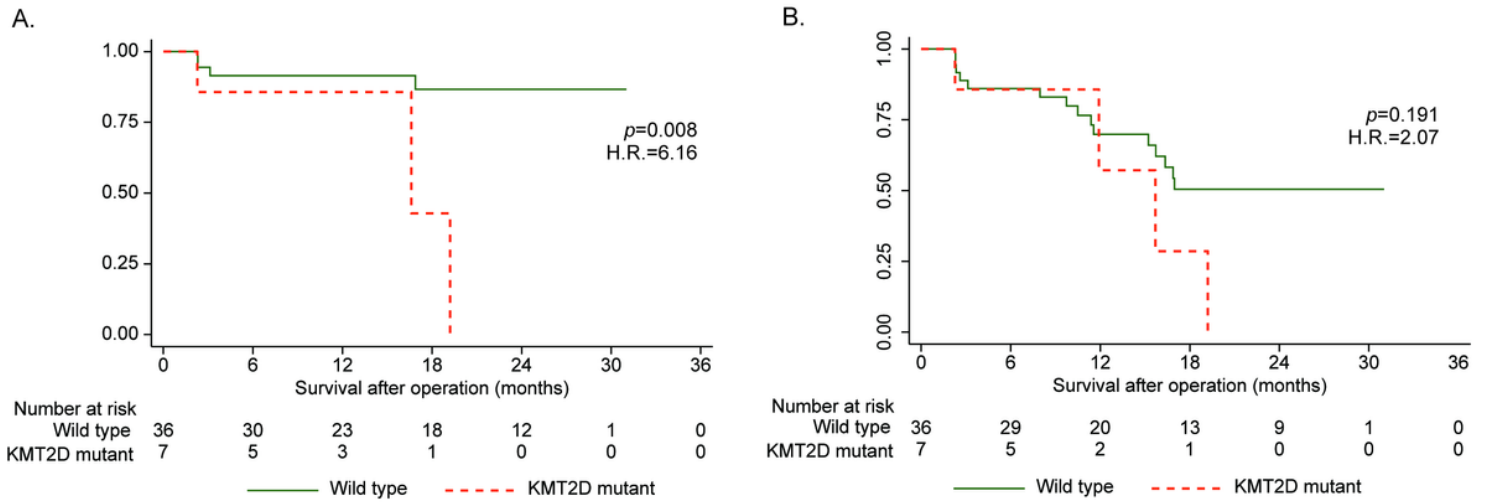 A.
1.00
0.75
0.50
0.25
0.00
p=0.008
H.R.=6.16
0 6 12 18 24 30 36
Survival after operation (months)
Number at risk
Wild type 36 30 23 18 12 1 0
KMT2D mutant 7 5 3 1 0 0 0
Wild type KMT2D mutant
B.
1.00
0.75
0.50
0.25
0.00
p=0.191
H.R.=2.07
0 6 12 18 24 30 36
Survival after operation (months)
Number at risk
Wild type 36 29 20 13 9 1 0
KMT2D mutant 7 5 2 1 0 0 0
Wild type KMT2D mutant